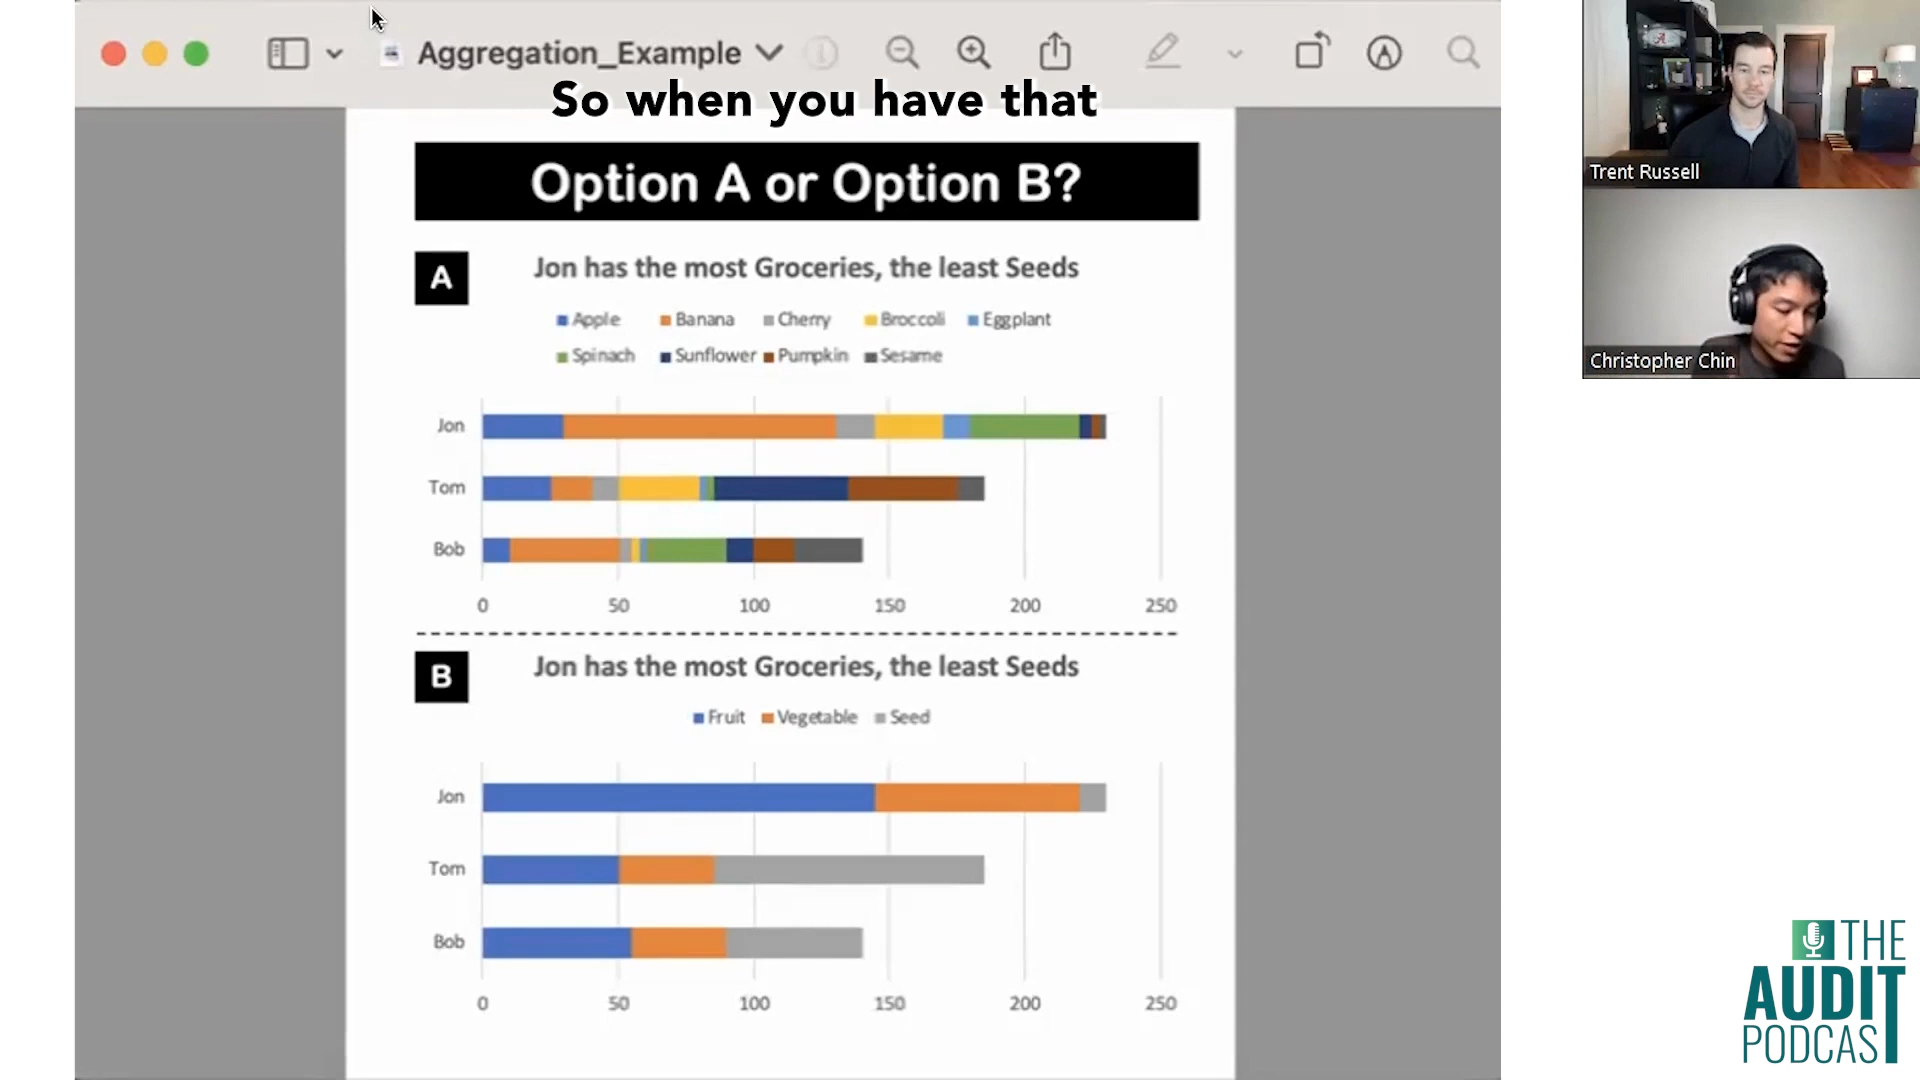 Aggregation_Example
So when you have that
Option A or Option B?
A
Jon has the most Groceries, the least Seeds
Apple Banana Cherry Broccoli Eggplant
Spinach Sunflower Pumpkin Sesame
Jon
Tom
Bob
0 50 100 150 200 250
B
Jon has the most Groceries, the least Seeds
Fruit Vegetable Seed
Jon
Tom
Bob
0 50 100 150 200 250
Trent Russell
Christopher Chin
THE
AUDIT
PODCAST